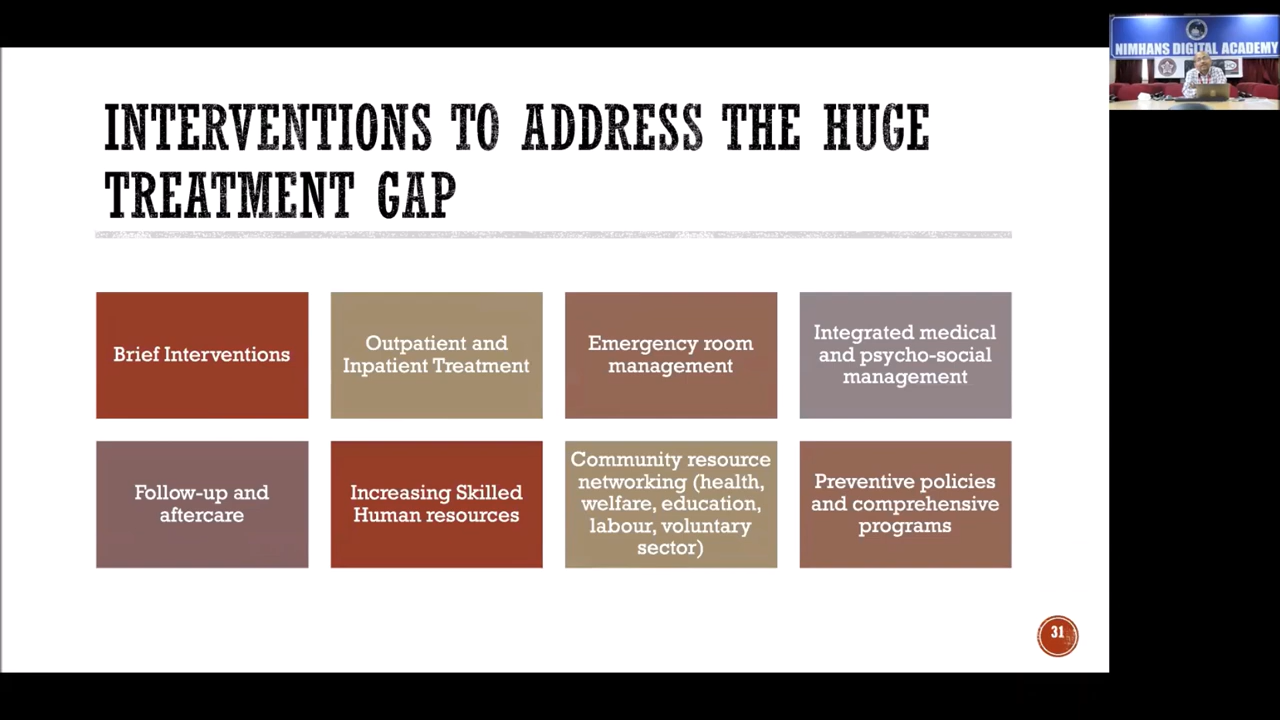 INTERVENTIONS TO ADDRESS THE HUGE
TREATMENT GAP
Brief Interventions
Outpatient and
Inpatient Treatment
Emergency room
management
Integrated medical
and psycho-social
management
Follow-up and
aftercare
Increasing Skilled
Human resources
Community resource
networking (health,
welfare, education,
labour, voluntary
sector)
Preventive policies
and comprehensive
programs
31
NIMHANS DIGITAL ACADEMY